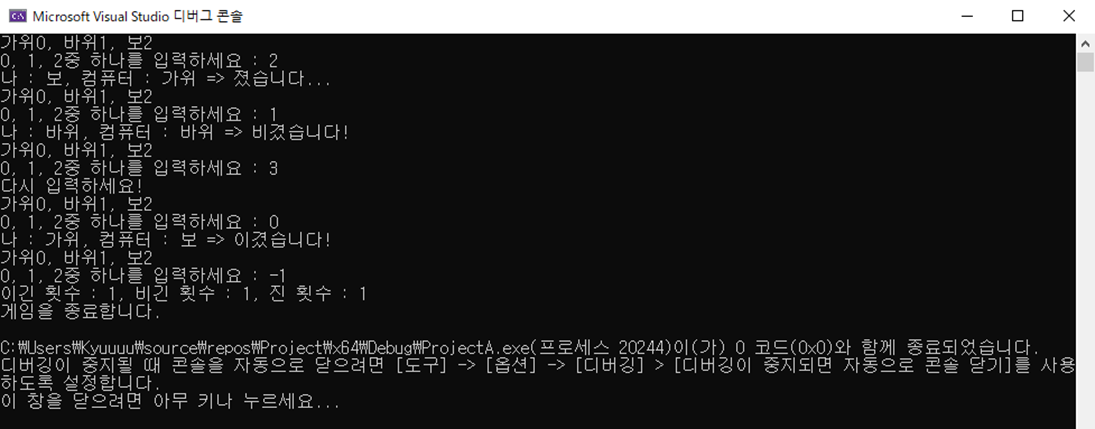 Microsoft Visual Studio 디버그 콘솔
가위0, 바위1, 보2
0, 1, 2중 하나를 입력하세요 : 2
나 : 보, 컴퓨터 : 가위 => 졌습니다...
가위0, 바위1, 보2
0, 1, 2중 하나를 입력하세요 : 1
나 : 바위, 컴퓨터 : 바위 => 비겼습니다!
가위0, 바위1, 보2
0, 1, 2중 하나를 입력하세요 : 3
다시 입력하세요!
가위0, 바위1, 보2
0, 1, 2중 하나를 입력하세요 : 0
나 : 가위, 컴퓨터 : 보 => 이겼습니다!
가위0, 바위1, 보2
0, 1, 2중 하나를 입력하세요 : -1
이긴 횟수 : 1, 비긴 횟수 : 1, 진 횟수 : 1
게임을 종료합니다.
C:₩Users₩Kyuuuu₩source₩repos₩Project₩x64₩Debug₩ProjectA.exe(프로세스 20244)이(가) 0 코드(0x0)와 함께 종료되었습니다.
디버깅이 중지될 때 콘솔을 자동으로 닫으려면 [도구] -> [옵션] -> [디버깅] > [디버깅이 중지되면 자동으로 콘솔 닫기]를 사용
하도록 설정합니다.
이 창을 닫으려면 아무 키나 누르세요...